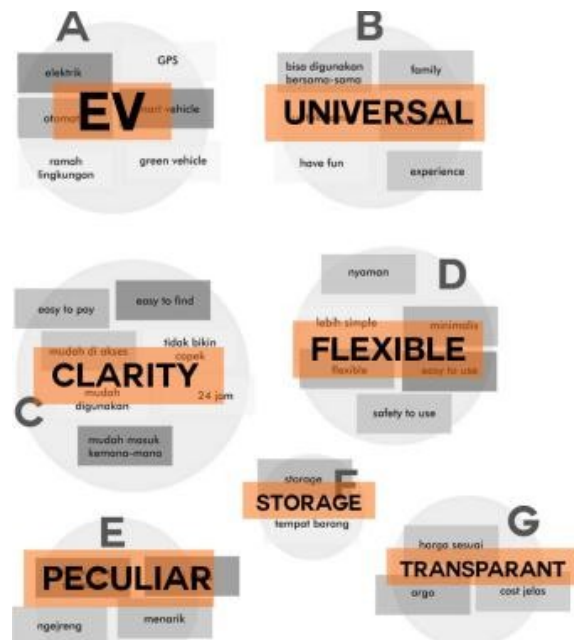 A
elektrik
GPS
EV
ramah
lingkungan
green vehicle
B
bisa digunakan
bersama-sama
family
UNIVERSAL
have fun
experience
C
easy to pay
easy to find
mudah di akses
tidak bikin
capek
CLARITY
mudah
digunakan
24 jam
mudah masuk
kemana-mana
D
nyaman
lebih simple
minimalis
FLEXIBLE
flexible
easy to use
safety to use
F
storage
STORAGE
tempat barang
E
PECULIAR
ngejreng
menarik
G
harga sesuai
TRANSPARANT
argo
cost jelas